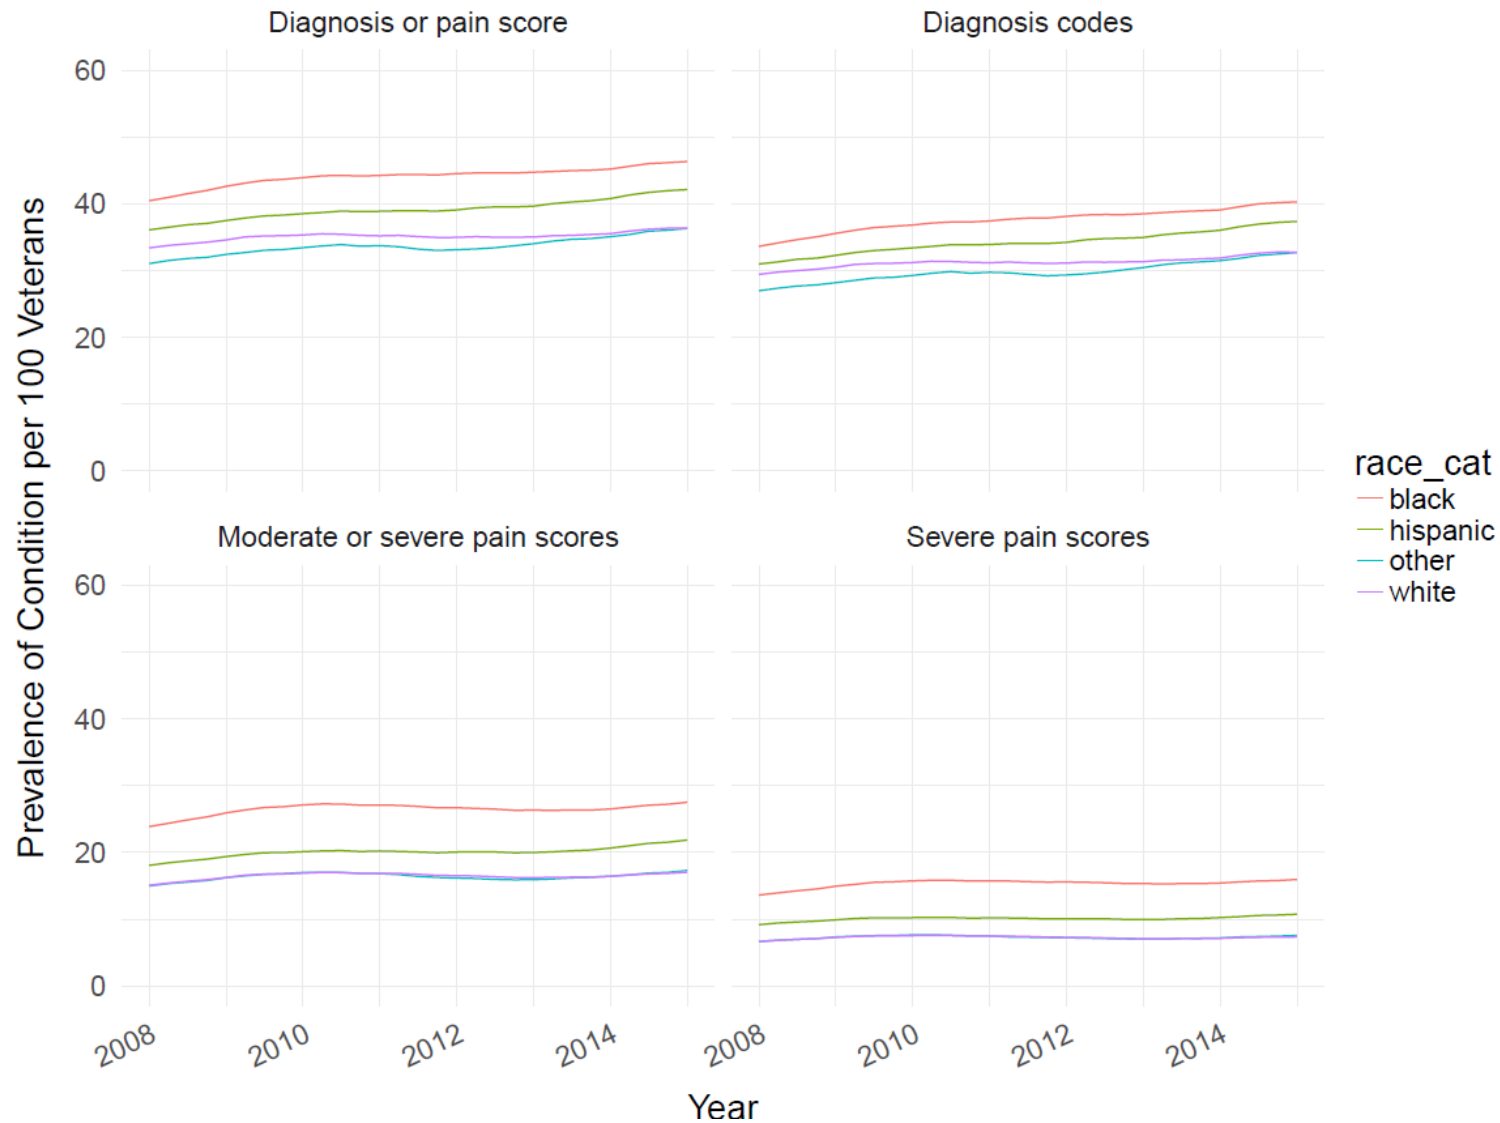 Diagnosis or pain score
Diagnosis codes
60
40
20
0
Moderate or severe pain scores
Severe pain scores
60
40
20
0
2008
2010
2012
2014
2008
2010
2012
2014
Year
Prevalence of Condition per 100 Veterans
race_cat
black
hispanic
other
white